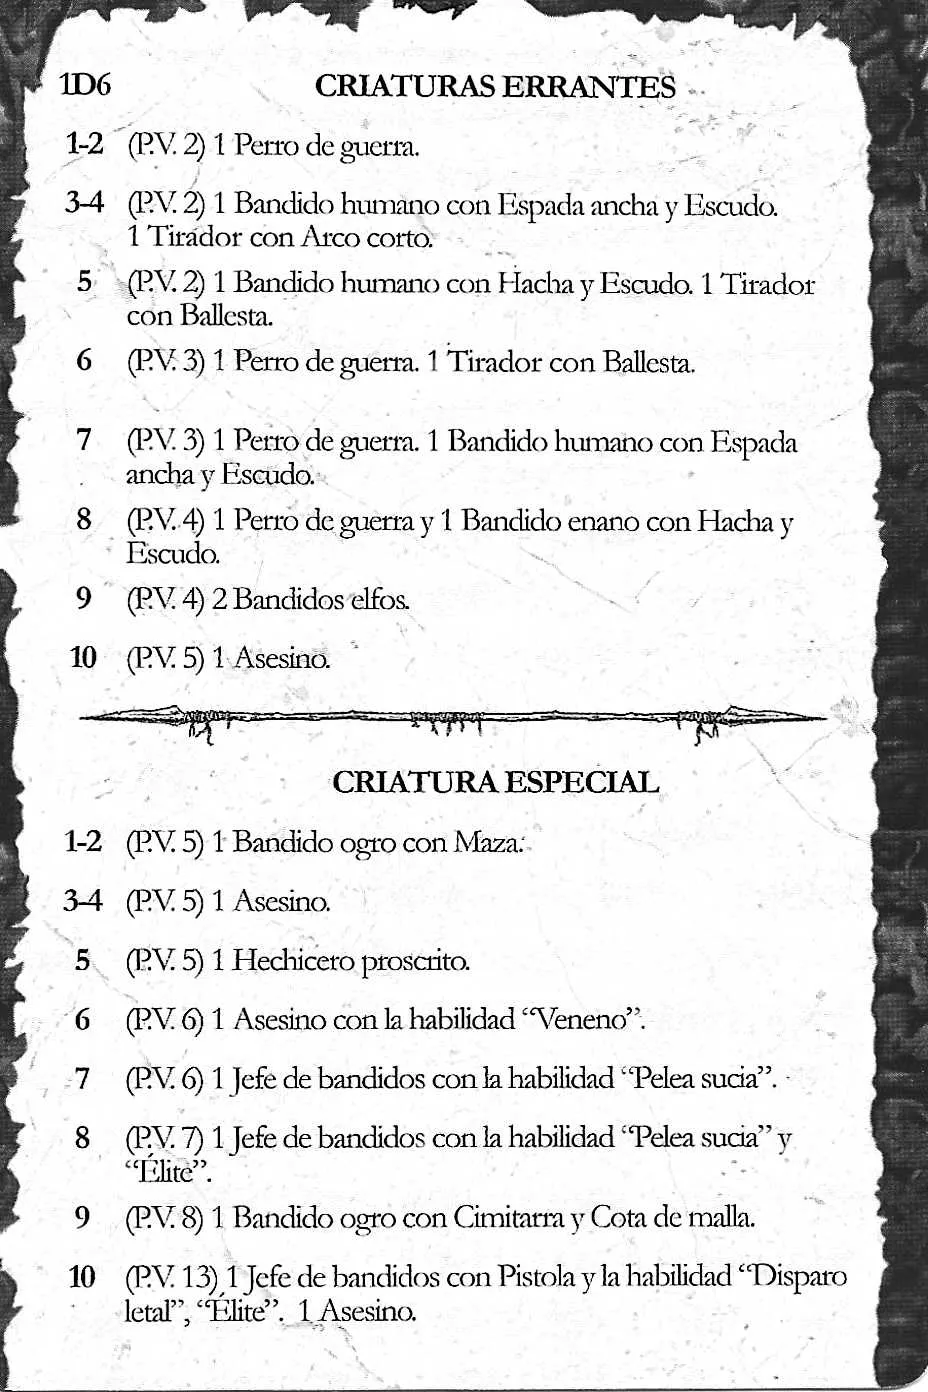 1D6 CRIATURAS ERRANTES
1-2 (P.V. 2) 1 Perro de guerra.
3-4 (P.V. 2) 1 Bandido humano con Espada ancha y Escudo.
1 Tirador con Arco corto.
5 (P.V. 2) 1 Bandido humano con Hacha y Escudo. 1 Tirador
con Ballesta.
6 (P.V. 3) 1 Perro de guerra. 1 Tirador con Ballesta.
7 (P.V. 3) 1 Perro de guerra. 1 Bandido humano con Espada
ancha y Escudo.
8 (P.V. 4) 1 Perro de guerra y 1 Bandido enano con Hacha y
Escudo.
9 (P.V. 4) 2 Bandidos elfos.
10 (P.V. 5) 1 Asesino.
CRIATURA ESPECIAL
1-2 (P.V. 5) 1 Bandido ogro con Maza.
3-4 (P.V. 5) 1 Asesino.
5 (P.V. 5) 1 Hechicero proscrito.
6 (P.V. 6) 1 Asesino con la habilidad “Veneno”.
7 (P.V. 6) 1 Jefe de bandidos con la habilidad “Pelea sucia”.
8 (P.V. 7) 1 Jefe de bandidos con la habilidad “Pelea sucia” y
“Élite”.
9 (P.V. 8) 1 Bandido ogro con Cimitarra y Cota de malla.
10 (P.V. 13) 1 Jefe de bandidos con Pistola y la habilidad “Disparo
letal”, “Élite”. 1 Asesino.